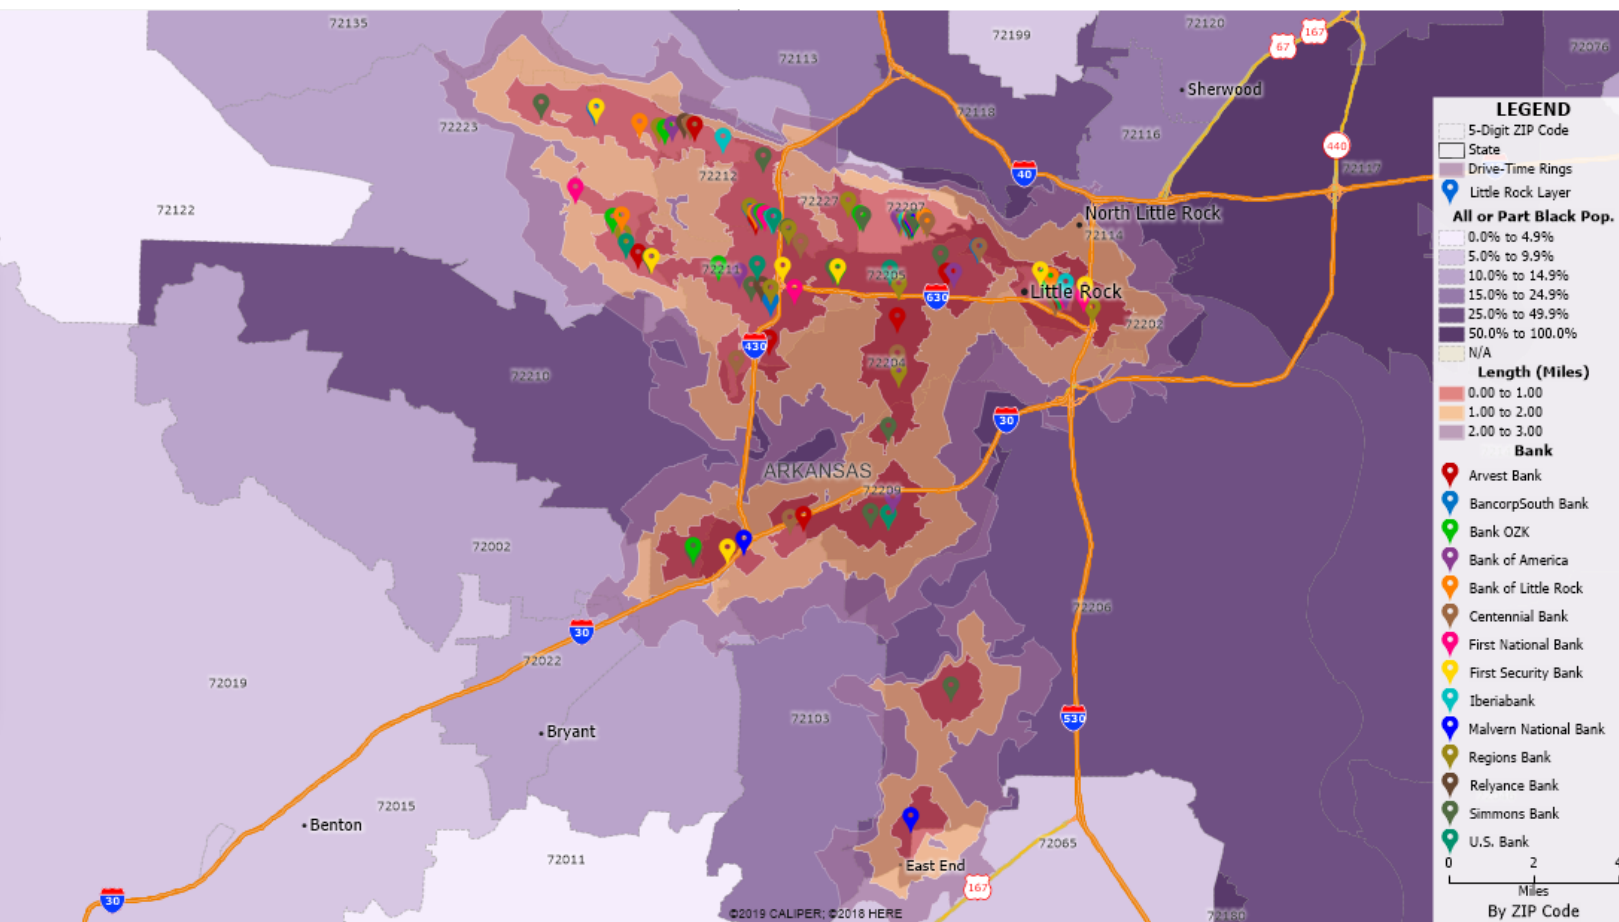 72135
72120
72199
67
167
72076
72113
Sherwood
72118
72223
72116
440
72117
72212
40
72122
72227
72207
North Little Rock
72114
72211
72205
Little Rock
630
72202
430
72204
72210
30
ARKANSAS
72209
72002
72206
30
72022
72019
72103
530
Bryant
72015
Benton
72065
72011
East End
167
30
72180
©2019 CALIPER; ©2018 HERE
LEGEND
5-Digit ZIP Code
State
Drive-Time Rings
Little Rock Layer
All or Part Black Pop.
0.0% to 4.9%
5.0% to 9.9%
10.0% to 14.9%
15.0% to 24.9%
25.0% to 49.9%
50.0% to 100.0%
N/A
Length (Miles)
0.00 to 1.00
1.00 to 2.00
2.00 to 3.00
Bank
Arvest Bank
BancorpSouth Bank
Bank OZK
Bank of America
Bank of Little Rock
Centennial Bank
First National Bank
First Security Bank
Iberiabank
Malvern National Bank
Regions Bank
Relyance Bank
Simmons Bank
U.S. Bank
0 2 4
Miles
By ZIP Code